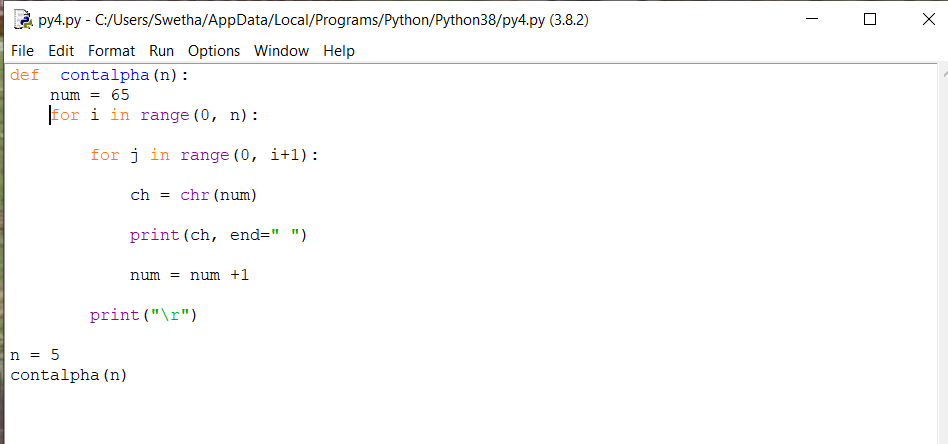 py4.py - C:/Users/Swetha/AppData/Local/Programs/Python/Python38/py4.py (3.8.2)
File Edit Format Run Options Window Help
def  contalpha(n):
    num = 65
    for i in range(0, n):
        for j in range(0, i+1):
            ch = chr(num)
            print(ch, end=" ")
            num = num +1
        print("\r")
n = 5
contalpha(n)